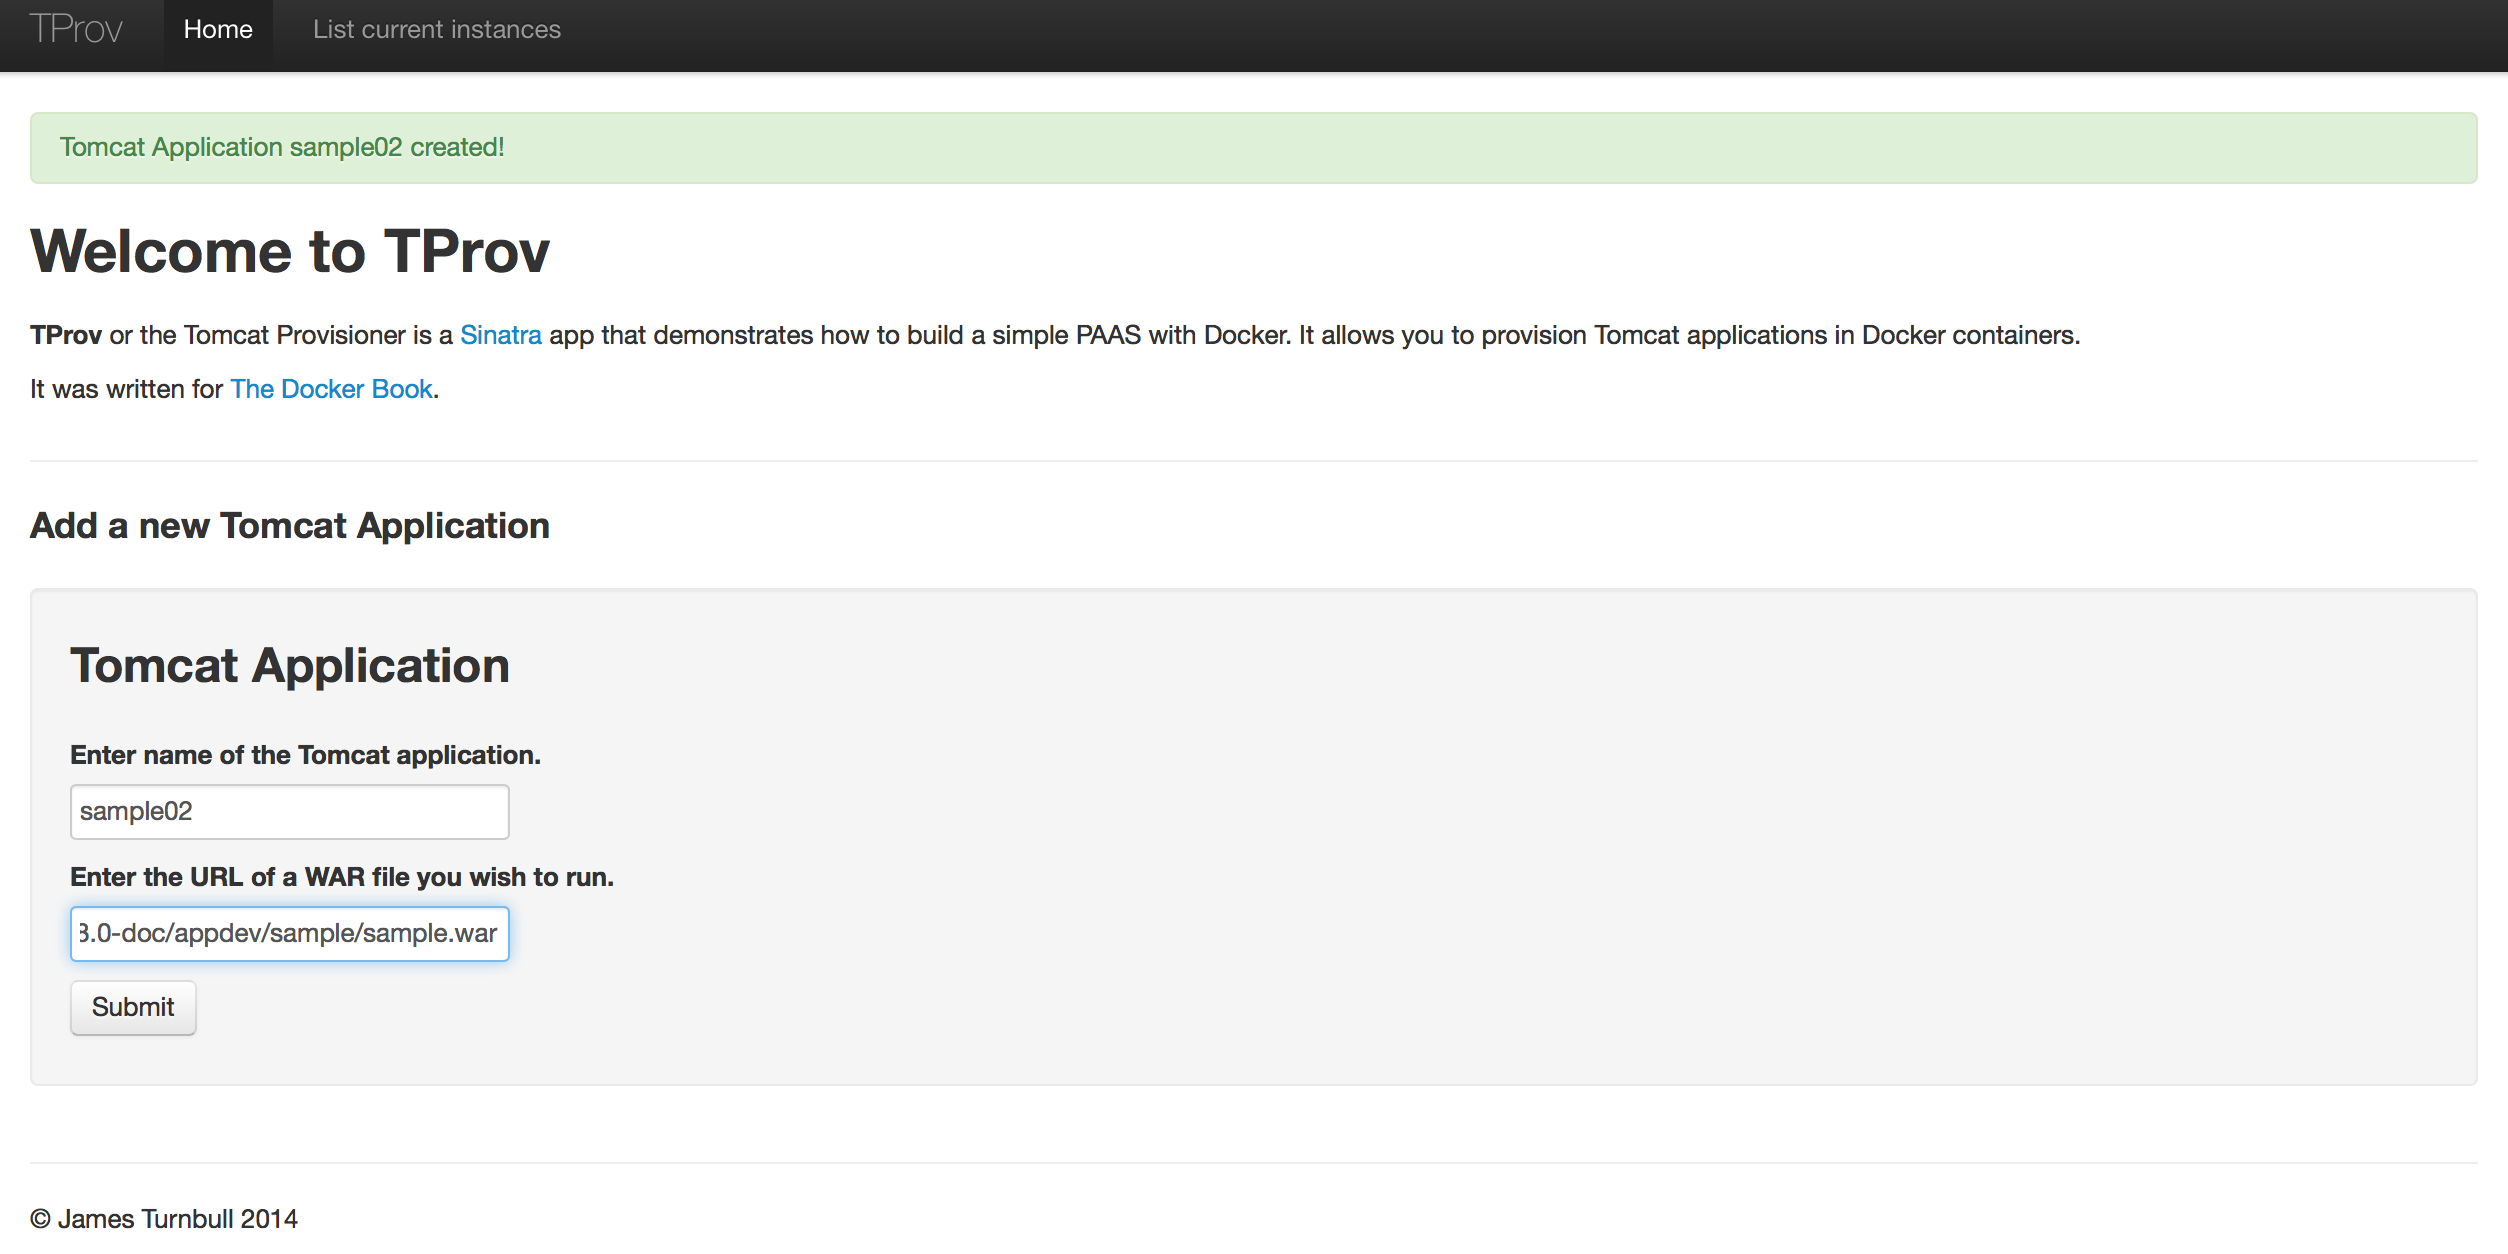 TProv Home List current instances
Tomcat Application sample02 created!
Welcome to TProv
TProv or the Tomcat Provisioner is a Sinatra app that demonstrates how to build a simple PAAS with Docker. It allows you to provision Tomcat applications in Docker containers.
It was written for The Docker Book.
Add a new Tomcat Application
Tomcat Application
Enter name of the Tomcat application.
sample02
Enter the URL of a WAR file you wish to run.
3.0-doc/appdev/sample/sample.war
Submit
© James Turnbull 2014